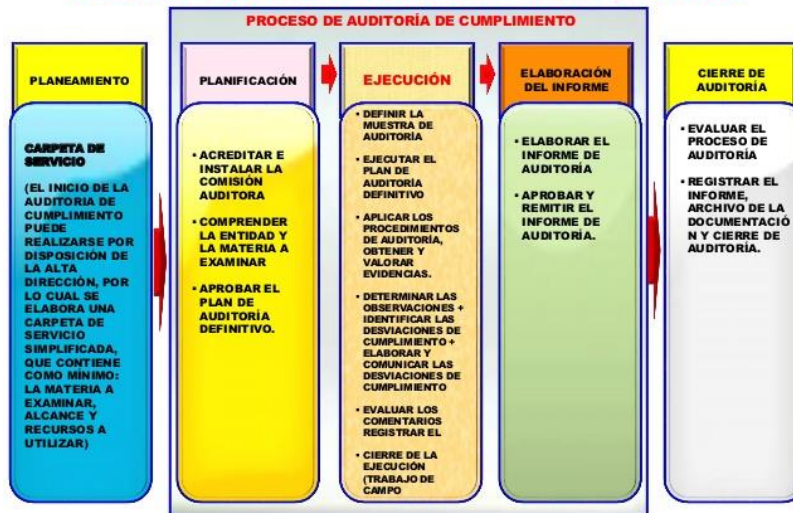 PROCESO DE AUDITORÍA DE CUMPLIMIENTO
PLANEAMIENTO
CARPETA DE
SERVICIO
(EL INICIO DE LA
AUDITORIA DE
CUMPLIMIENTO
PUEDE
REALIZARSE POR
DISPOSICIÓN DE
LA ALTA
DIRECCIÓN, POR
LO CUAL SE
ELABORA UNA
CARPETA DE
SERVICIO
SIMPLIFICADA,
QUE CONTIENE
COMO MÍNIMO:
LA MATERIA A
EXAMINAR,
ALCANCE Y
RECURSOS A
UTILIZAR)
PLANIFICACIÓN
• ACREDITAR E
INSTALAR LA
COMISIÓN
AUDITORA
• COMPRENDER
LA ENTIDAD Y
LA MATERIA A
EXAMINAR
• APROBAR EL
PLAN DE
AUDITORÍA
DEFINITIVO.
EJECUCIÓN
• DEFINIR LA
MUESTRA DE
AUDITORÍA
• EJECUTAR EL
PLAN DE
AUDITORÍA
DEFINITIVO
• APLICAR LOS
PROCEDIMIENTOS
DE AUDITORÍA,
OBTENER Y
VALORAR
EVIDENCIAS.
• DETERMINAR LAS
OBSERVACIONES +
IDENTIFICAR LAS
DESVIACIONES DE
CUMPLIMIENTO +
ELABORAR Y
COMUNICAR LAS
DESVIACIONES DE
CUMPLIMIENTO
• EVALUAR LOS
COMENTARIOS
REGISTRAR EL
• CIERRE DE LA
EJECUCIÓN
(TRABAJO DE
CAMPO
ELABORACIÓN
DEL INFORME
• ELABORAR EL
INFORME DE
AUDITORÍA
• APROBAR Y
REMITIR EL
INFORME DE
AUDITORÍA.
CIERRE DE
AUDITORÍA
• EVALUAR EL
PROCESO DE
AUDITORÍA
• REGISTRAR EL
INFORME,
ARCHIVO DE LA
DOCUMENTACIÓ
N Y CIERRE DE
AUDITORÍA.